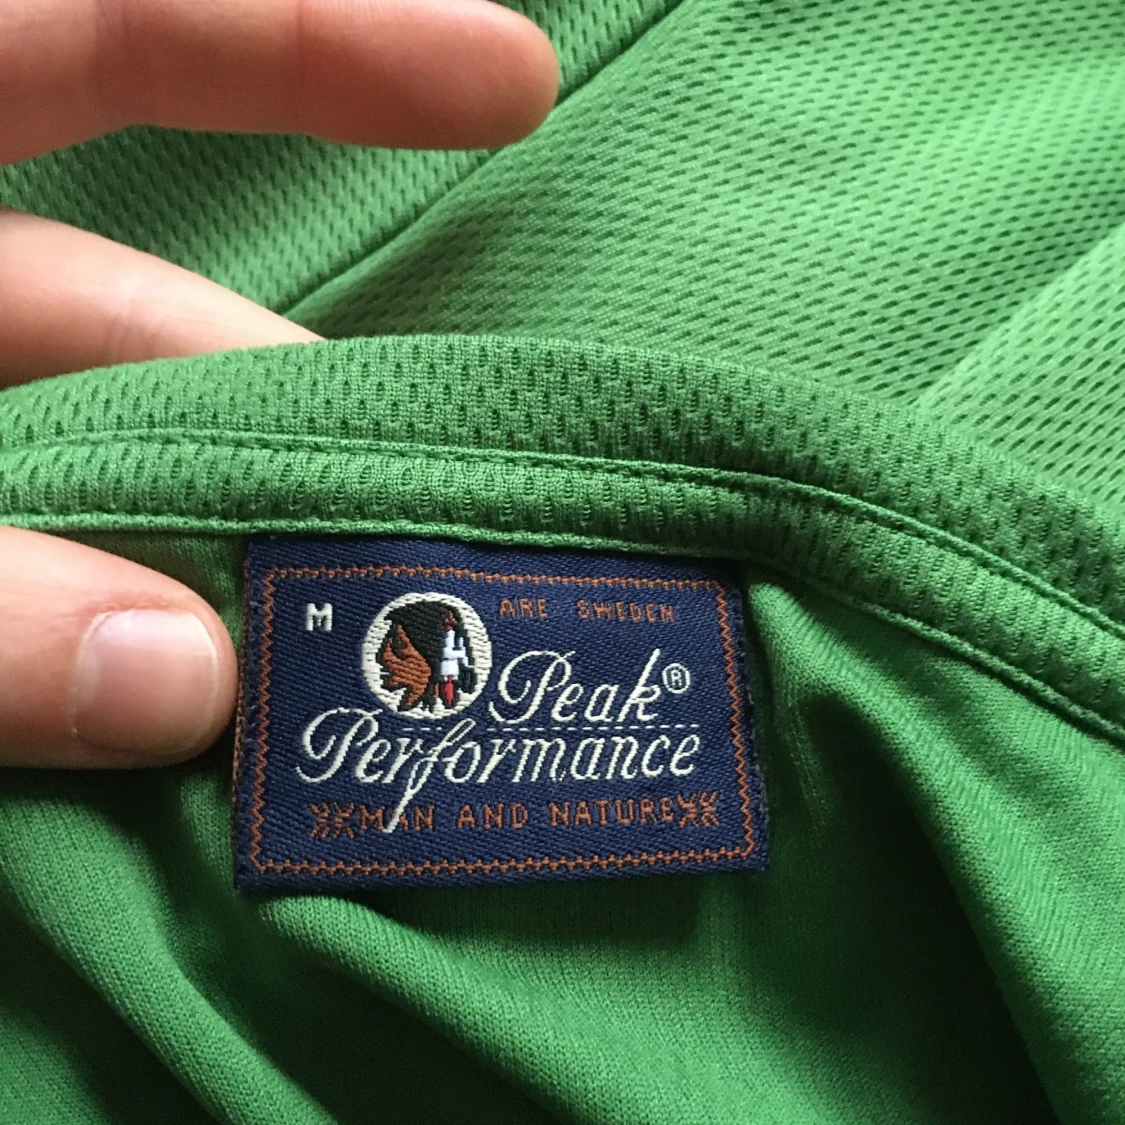 M
ARE SWEDEN
Peak®
Performance
MAN AND NATURE